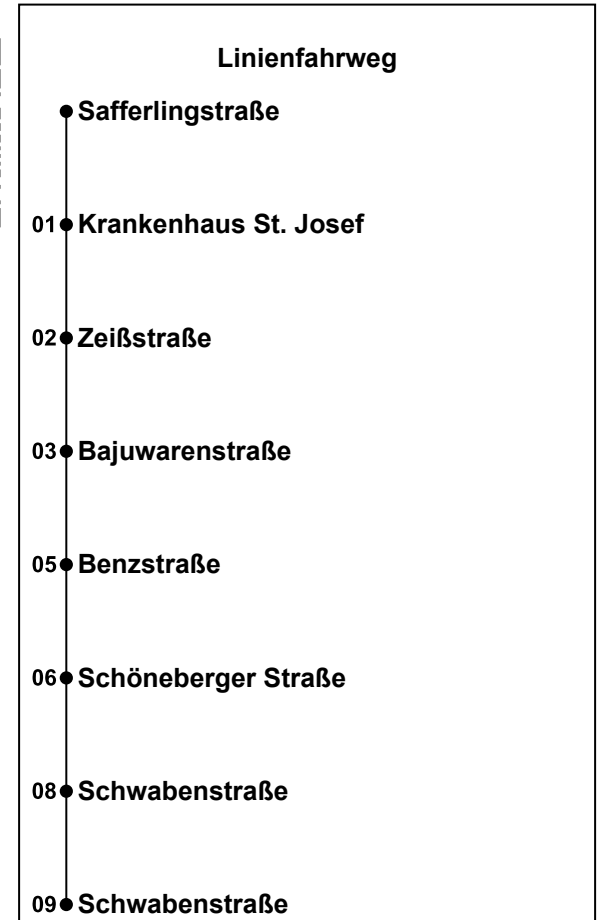 Linienfahrweg
Safferlingstraße
01 Krankenhaus St. Josef
02 Zeißstraße
03 Bajuwarenstraße
05 Benzstraße
06 Schöneberger Straße
08 Schwabenstraße
09 Schwabenstraße